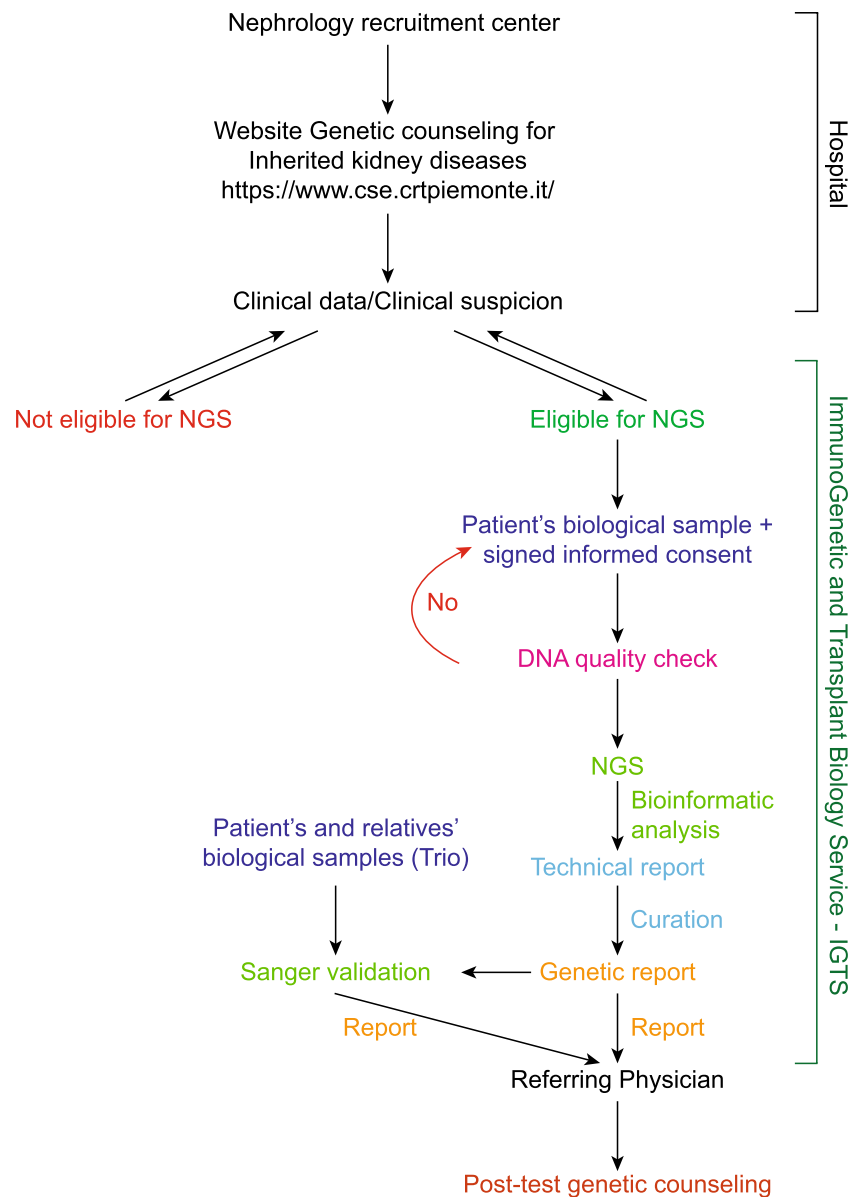 Nephrology recruitment center
Website Genetic counseling for
Inherited kidney diseases
https://www.cse.crtpiemonte.it/
Clinical data/Clinical suspicion
Hospital
Not eligible for NGS
Eligible for NGS
Patient’s biological sample +
signed informed consent
No
DNA quality check
NGS
Bioinformatic
analysis
Patient’s and relatives’
biological samples (Trio)
Technical report
Curation
Sanger validation
Genetic report
Report
Report
Referring Physician
Post-test genetic counseling
ImmunoGenetic and Transplant Biology Service - IGTS